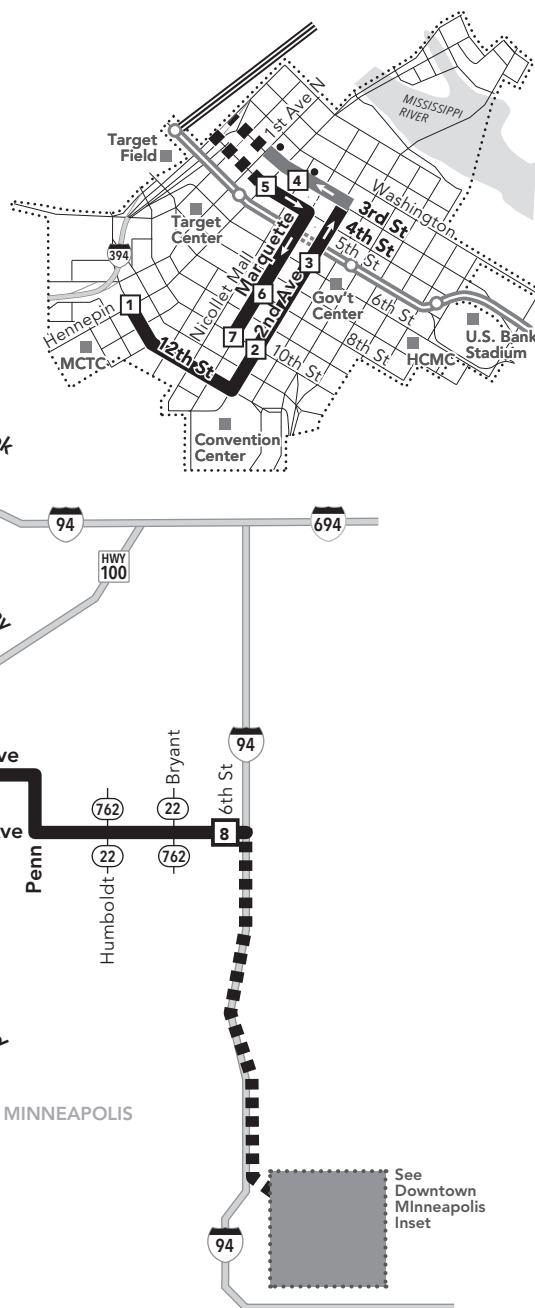 MISSISSIPPI
RIVER
1st Ave N
Target
Field
4
5
Washington
3rd St
4th St
5th St
Target
Center
394
Marquette
Nicollet Mall
2nd Ave
3
Gov't
Center
6th St
6
1
Hennepin
7
2
8th St
U.S. Bank
Stadium
HCMC
MCTC
12th St
10th St
Convention
Center
94
694
HWY
100
94
Bryant
6th St
ve
762
22
ve
8
22
762
Penn
Humboldt
MINNEAPOLIS
See
Downtown
MInneapolis
Inset
94